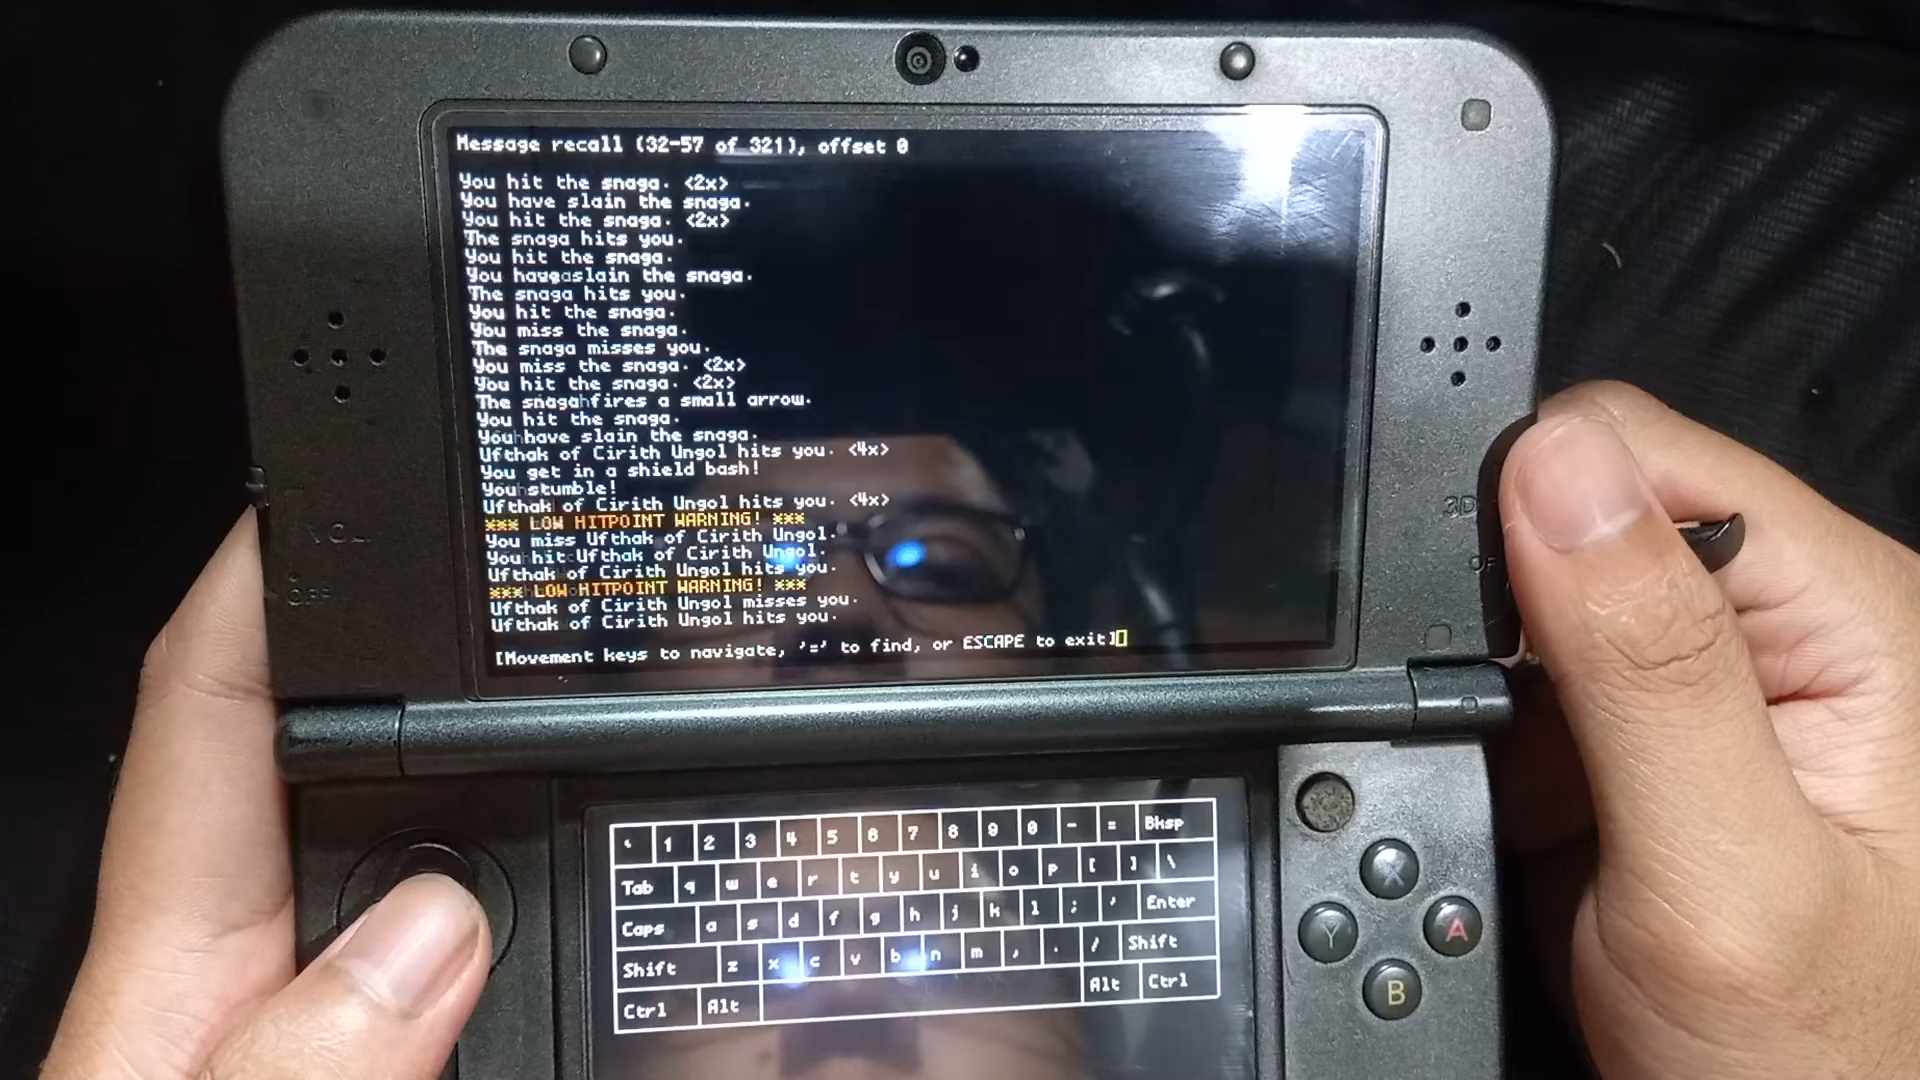 Message recall (32-57 of 321), offset 0
You hit the snaga. <2x>
You have slain the snaga.
You hit the snaga. <2x>
The snaga hits you.
You hit the snaga.
You have slain the snaga.
The snaga hits you.
You hit the snaga.
You miss the snaga.
The snaga misses you.
You miss the snaga. <2x>
You hit the snaga. <2x>
The snaga fires a small arrow.
You hit the snaga.
You have slain the snaga.
Ufthak of Cirith Ungol hits you. <4x>
You get in a shield bash!
You stumble!
Ufthak of Cirith Ungol hits you. <4x>
*** LOW HITPOINT WARNING! ***
You miss Ufthak of Cirith Ungol.
You hit Ufthak of Cirith Ungol.
Ufthak of Cirith Ungol hits you.
*** LOW HITPOINT WARNING! ***
Ufthak of Cirith Ungol misses you.
Ufthak of Cirith Ungol hits you.
[Movement keys to navigate, '=' to find, or ESCAPE to exit]
3D
OFF
` 1 2 3 4 5 6 7 8 9 0 - = Bksp
Tab q w e r t y u i o p [ ] \
Caps a s d f g h j k l ; ' Enter
Shift z x c v b n m , . / Shift
Ctrl Alt Alt Ctrl
X
Y A
B